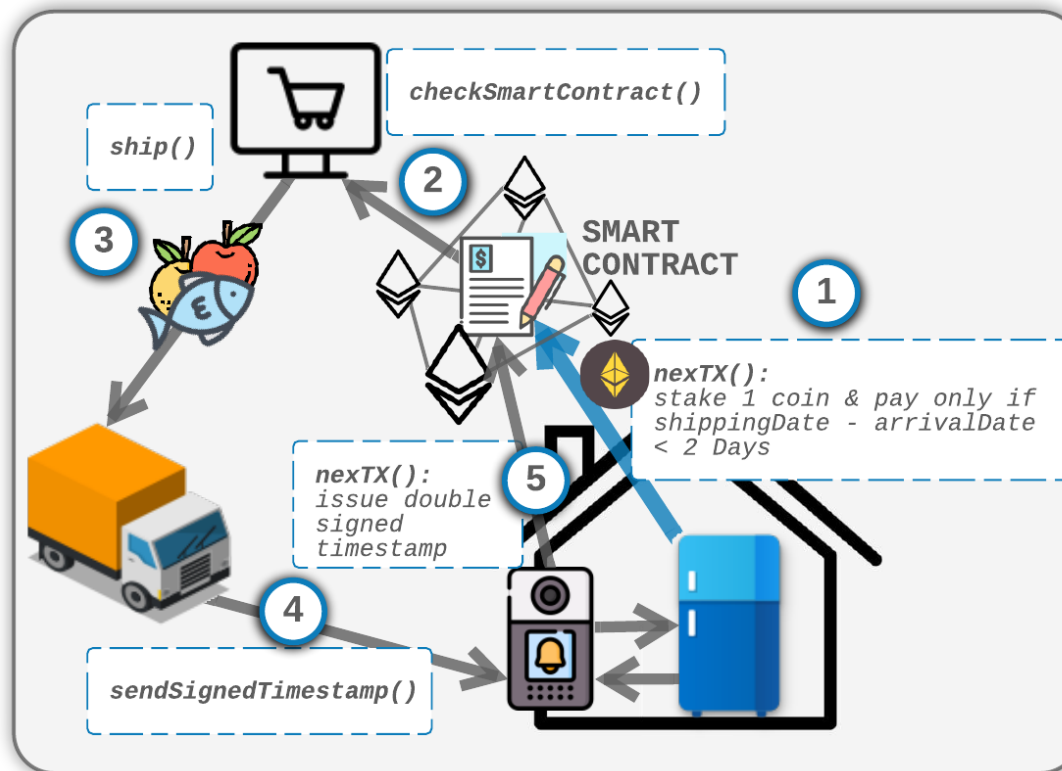 checkSmartContract()
ship()
2
3
SMART
CONTRACT
$
1
nexTX():
stake 1 coin & pay only if
shippingDate - arrivalDate
< 2 Days
nexTX():
issue double
signed
timestamp
5
4
sendSignedTimestamp()